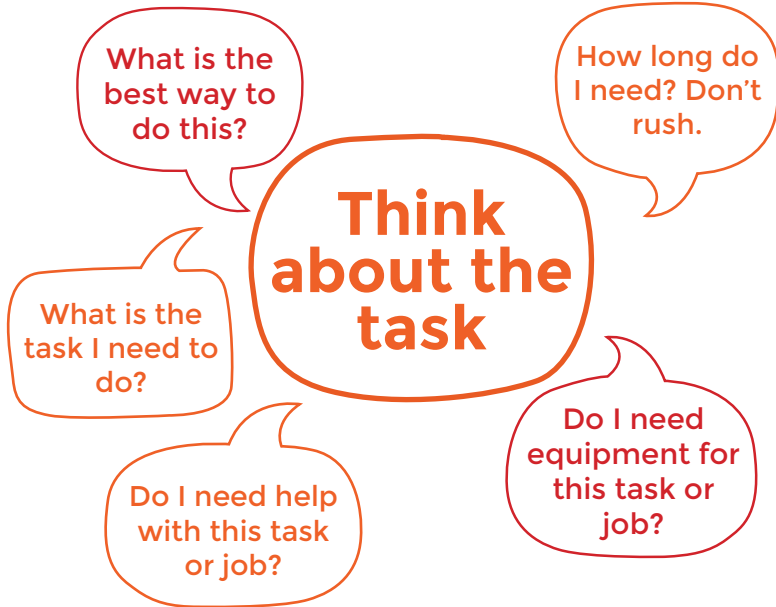 What is the
best way to
do this?
How long do
I need? Don’t
rush.
Think
about the
task
What is the
task I need to
do?
Do I need
equipment for
this task or
job?
Do I need help
with this task
or job?